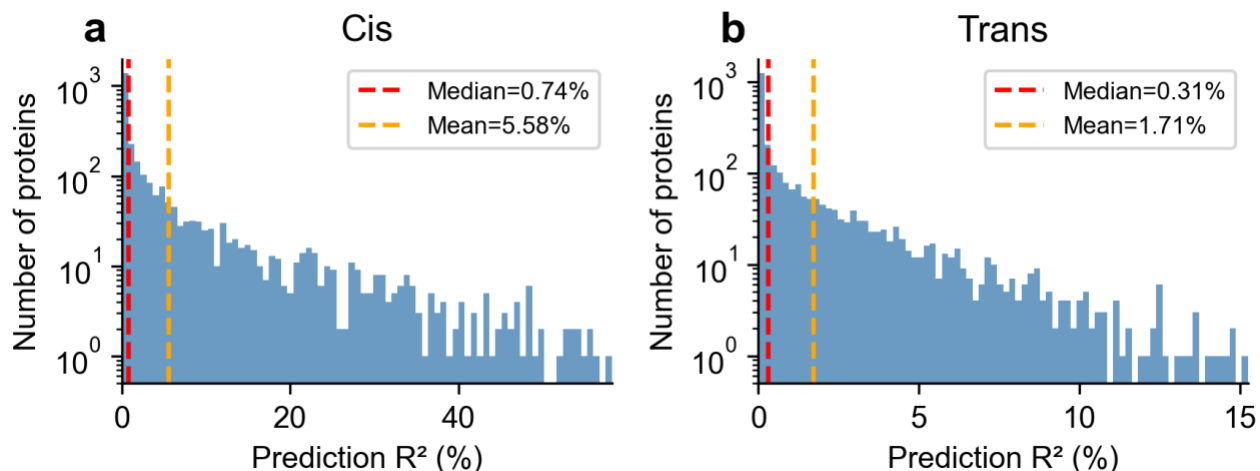 a
Cis
Number of proteins
10³
10²
10¹
10⁰
Median=0.74%
Mean=5.58%
0
20
40
Prediction R² (%)
b
Trans
Number of proteins
10³
10²
10¹
10⁰
Median=0.31%
Mean=1.71%
0
5
10
15
Prediction R² (%)